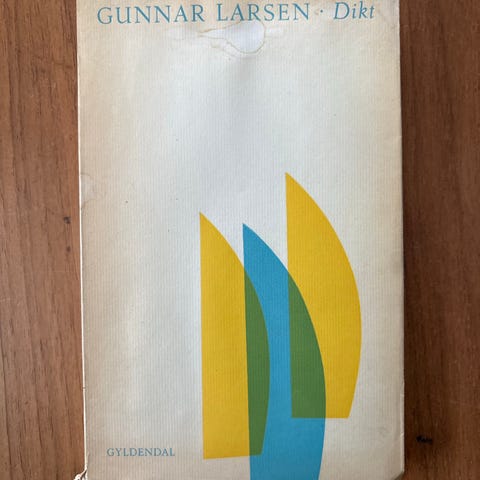 GUNNAR LARSEN · Dikt
GYLDENDAL